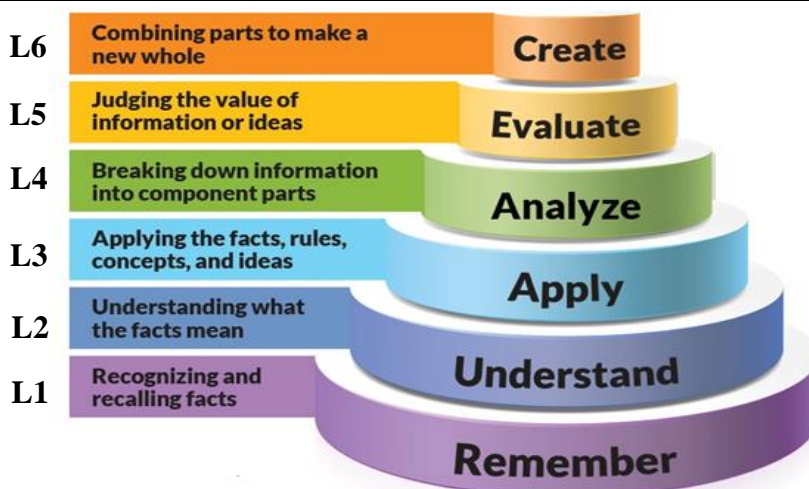 L6
Combining parts to make a
new whole
Create
L5
Judging the value of
information or ideas
Evaluate
L4
Breaking down information
into component parts
Analyze
L3
Applying the facts, rules,
concepts, and ideas
Apply
L2
Understanding what
the facts mean
Understand
L1
Recognizing and
recalling facts
Remember